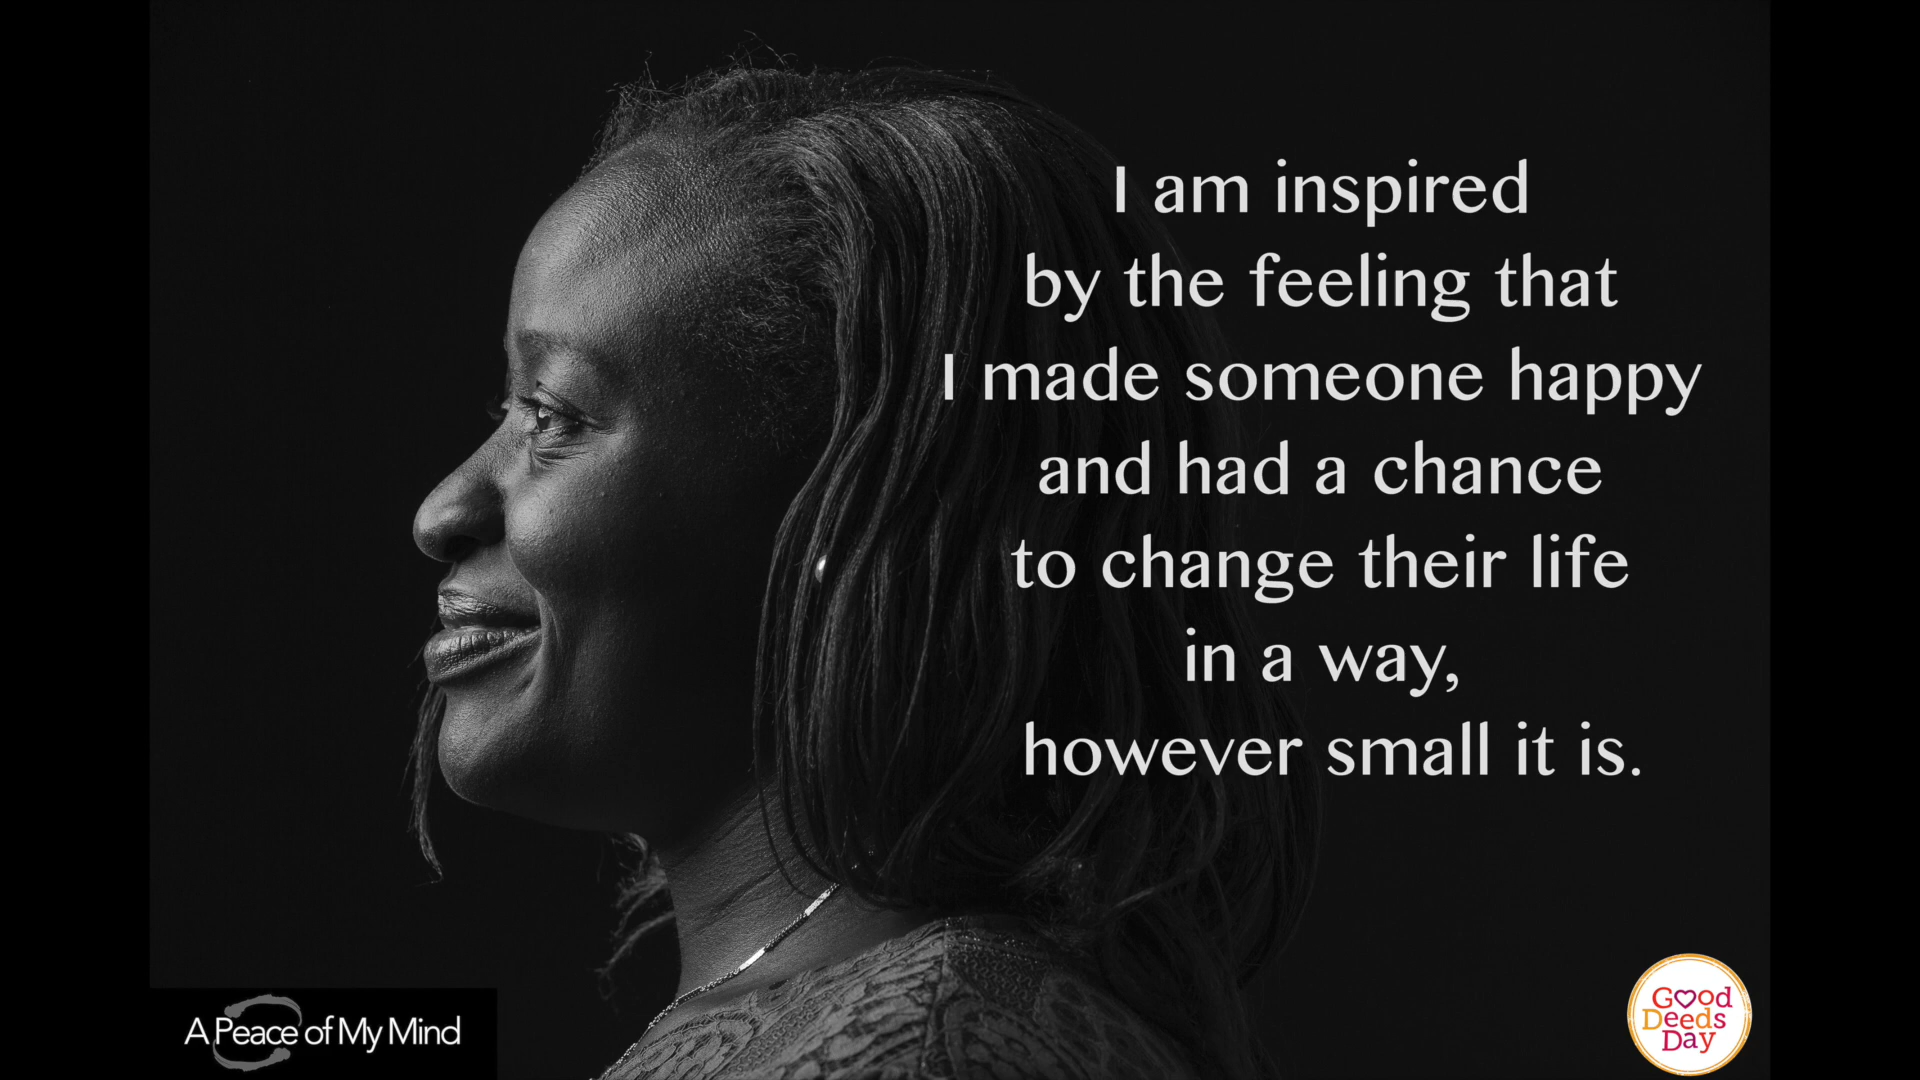 I am inspired
by the feeling that
I made someone happy
and had a chance
to change their life
in a way,
however small it is.
A Peace of My Mind
Good
Deeds
Day